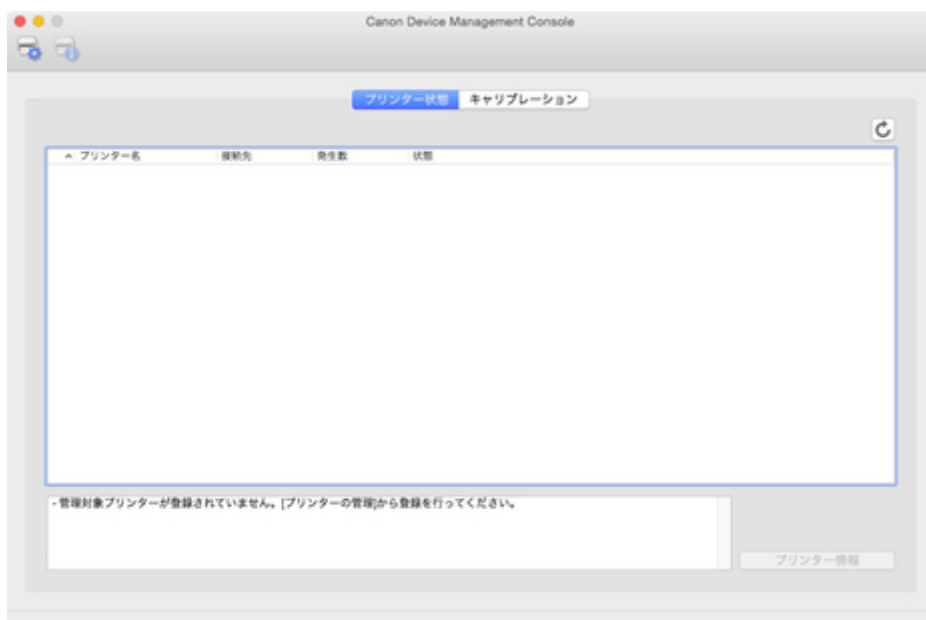 Canon Device Management Console
プリンター状態 キャリブレーション
プリンター名 接続先 発生数 状態
- 管理対象プリンターが登録されていません。[プリンターの管理]から登録を行ってください。
プリンター情報